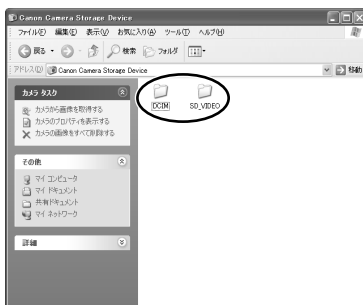 Canon Camera Storage Device
ファイル(F) 編集(E) 表示(V) お気に入り(A) ツール(T) ヘルプ(H)
戻る 検索 フォルダ
アドレス(D) Canon Camera Storage Device 移動
カメラ タスク
カメラから画像を取得する
カメラのプロパティを表示する
カメラの画像をすべて削除する
その他
マイ コンピュータ
マイ ドキュメント
共有ドキュメント
マイ ネットワーク
詳細
DCIM SD_VIDEO